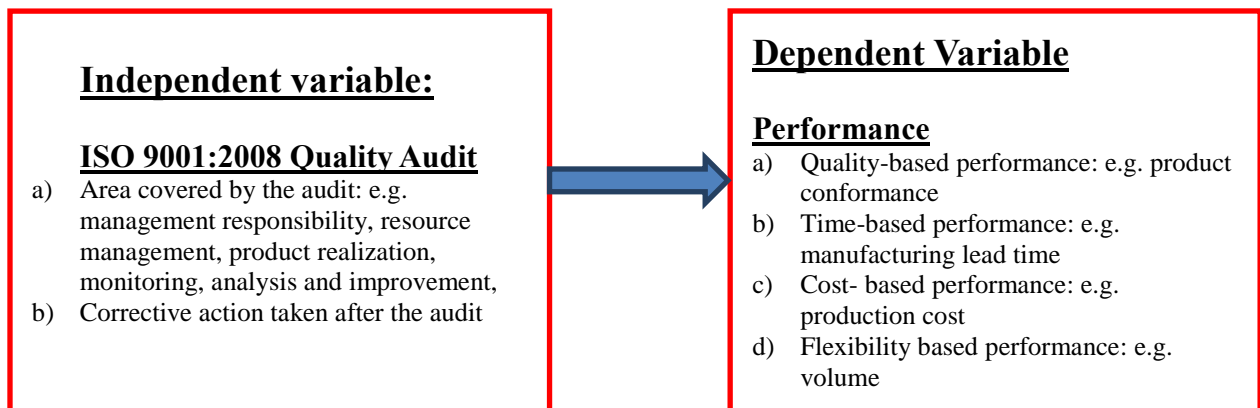 Independent variable:
ISO 9001:2008 Quality Audit
a) Area covered by the audit: e.g.
management responsibility, resource
management, product realization,
monitoring, analysis and improvement,
b) Corrective action taken after the audit
Dependent Variable
Performance
a) Quality-based performance: e.g. product
conformance
b) Time-based performance: e.g.
manufacturing lead time
c) Cost- based performance: e.g.
production cost
d) Flexibility based performance: e.g.
volume